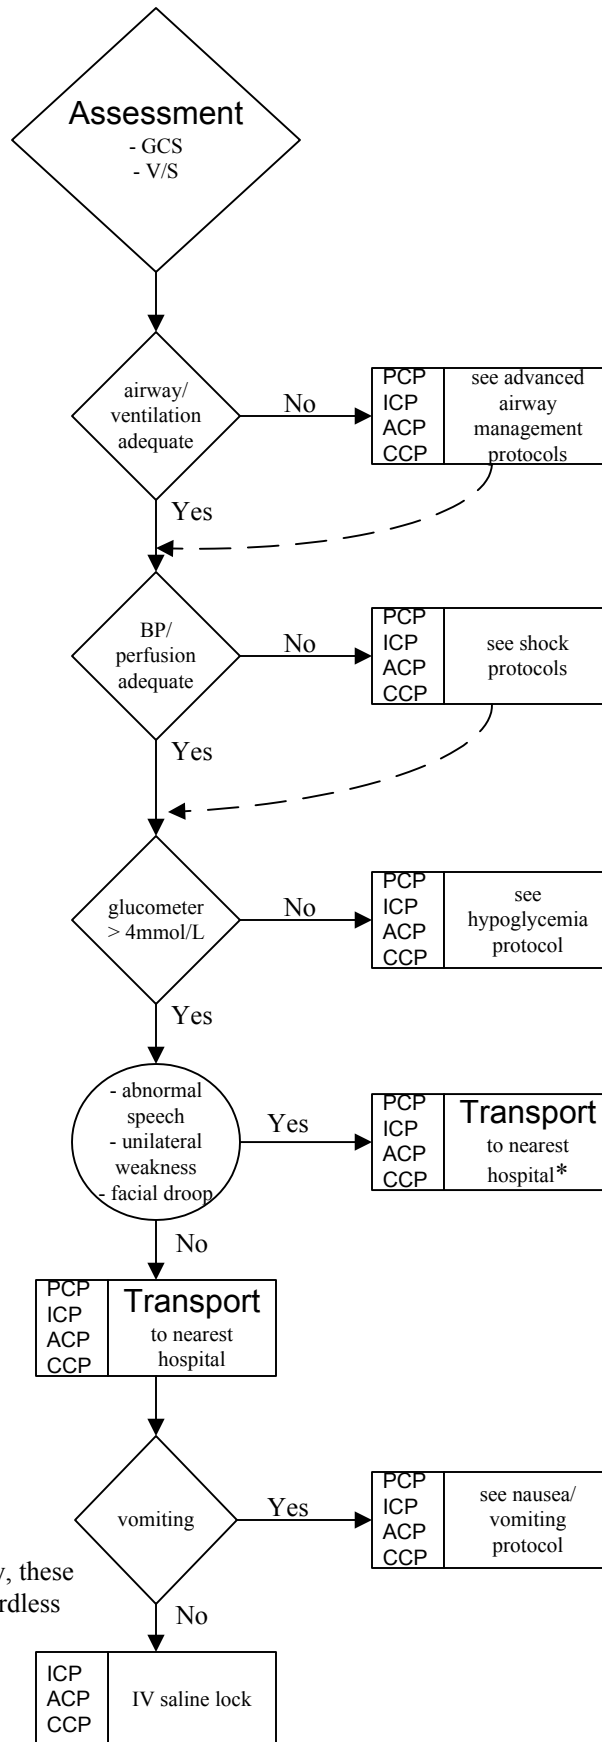 Assessment
- GCS
- V/S
airway/
ventilation
adequate
No
PCP
ICP
ACP
CCP
see advanced
airway
management
protocols
Yes
BP/
perfusion
adequate
No
PCP
ICP
ACP
CCP
see shock
protocols
Yes
glucometer
> 4mmol/L
No
PCP
ICP
ACP
CCP
see
hypoglycemia
protocol
Yes
- abnormal
speech
- unilateral
weakness
- facial droop
Yes
PCP
ICP
ACP
CCP
Transport
to nearest
hospital*
No
PCP
ICP
ACP
CCP
Transport
to nearest
hospital
vomiting
Yes
PCP
ICP
ACP
CCP
see nausea/
vomiting
protocol
these
No
ICP
ACP
CCP
IV saline lock